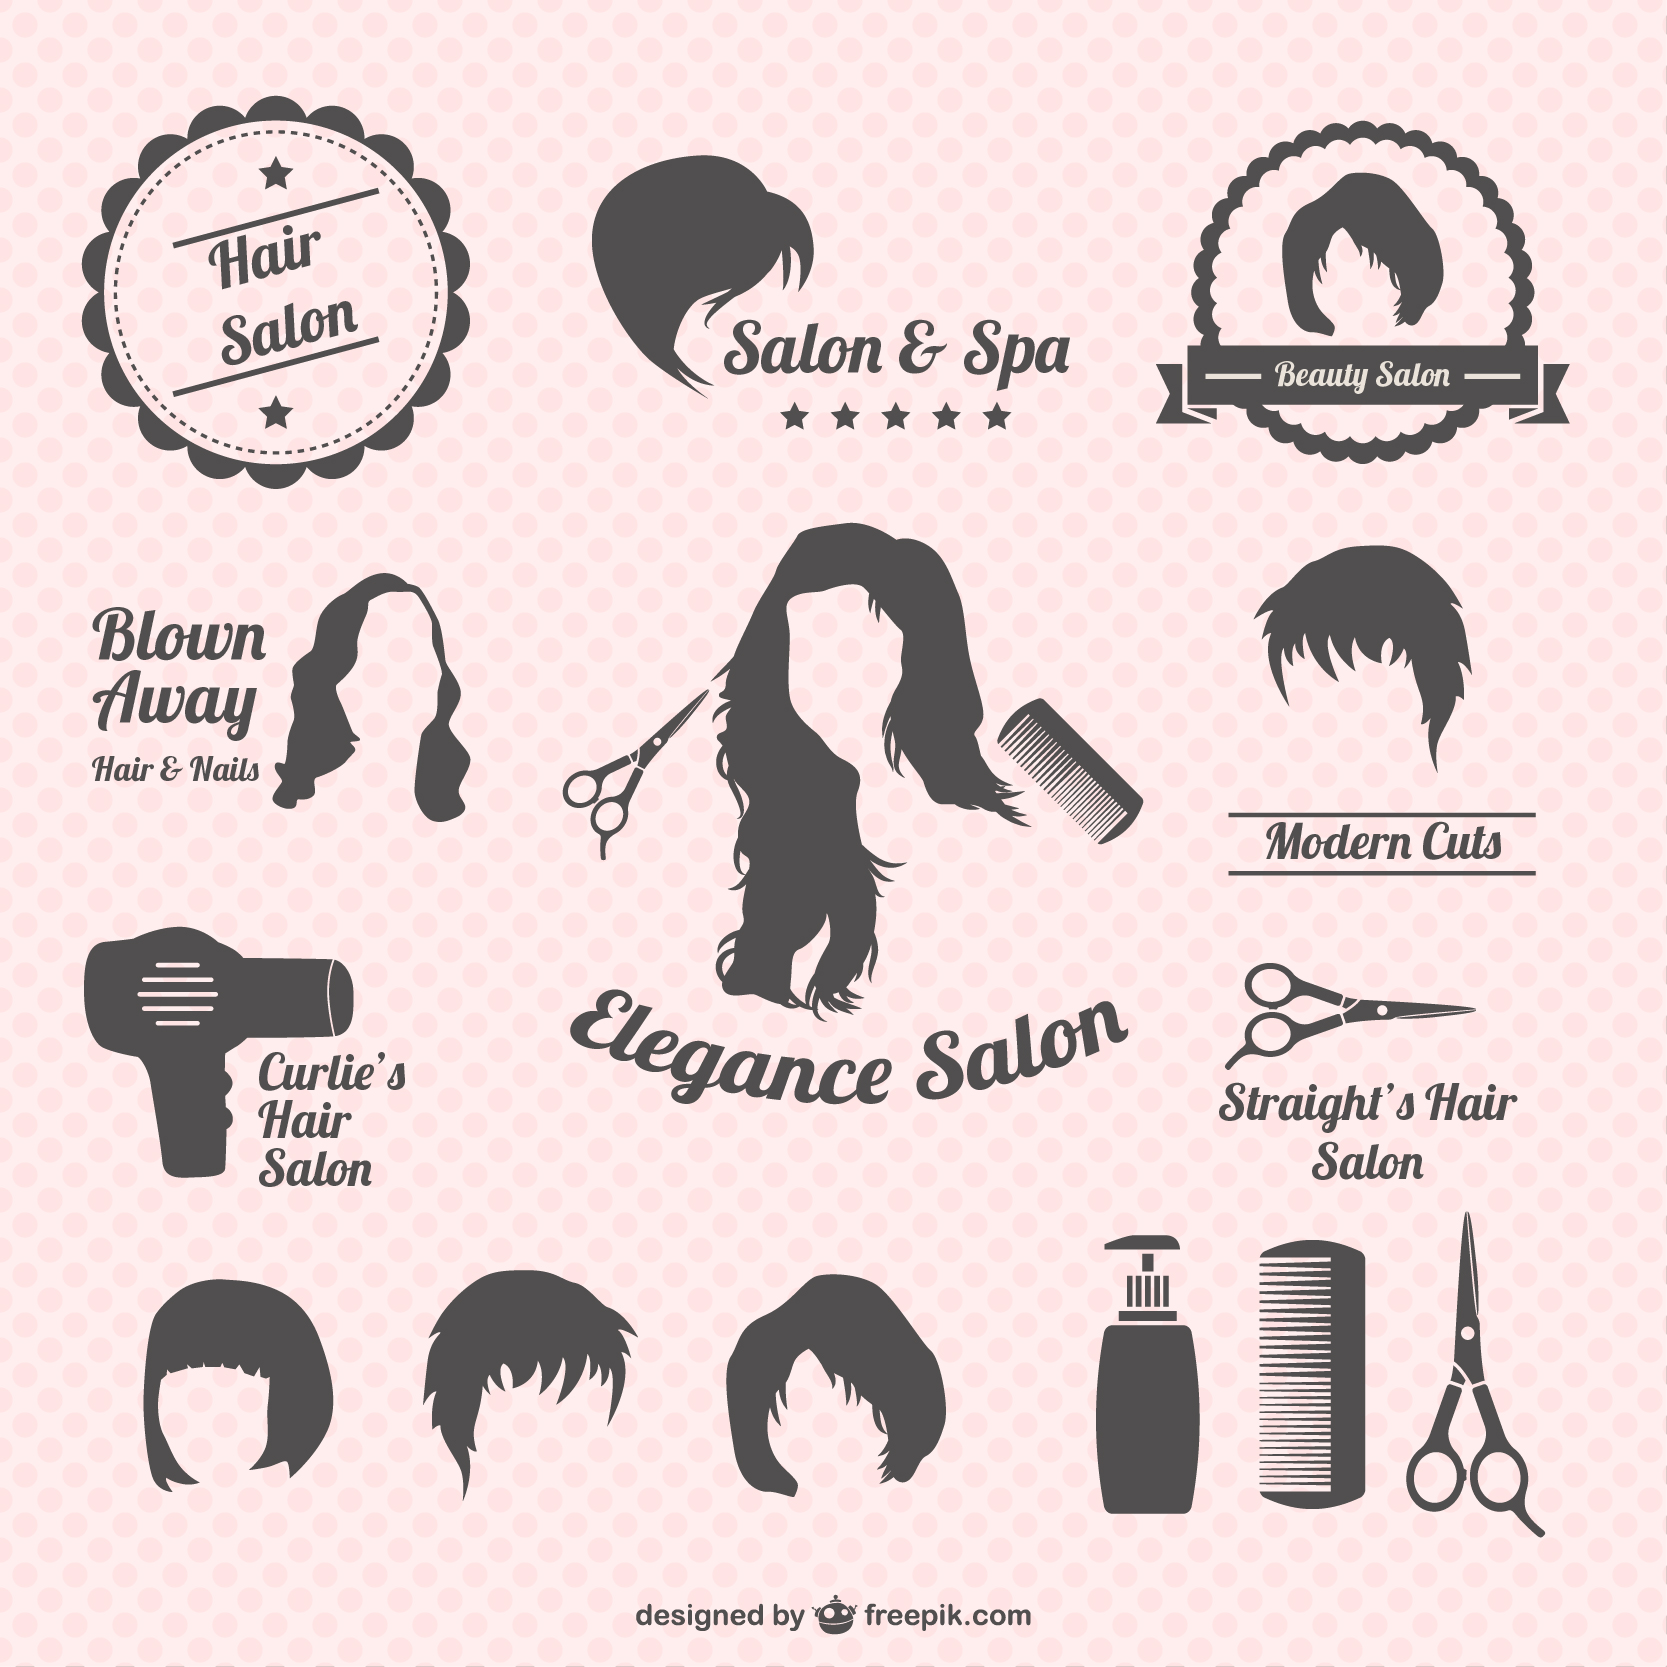 Hair
Salon
Salon & Spa
Beauty Salon
Blown
Away
Hair & Nails
Modern Cuts
Elegance Salon
Curlie's
Hair
Salon
Straight's Hair
Salon
designed by freepik.com